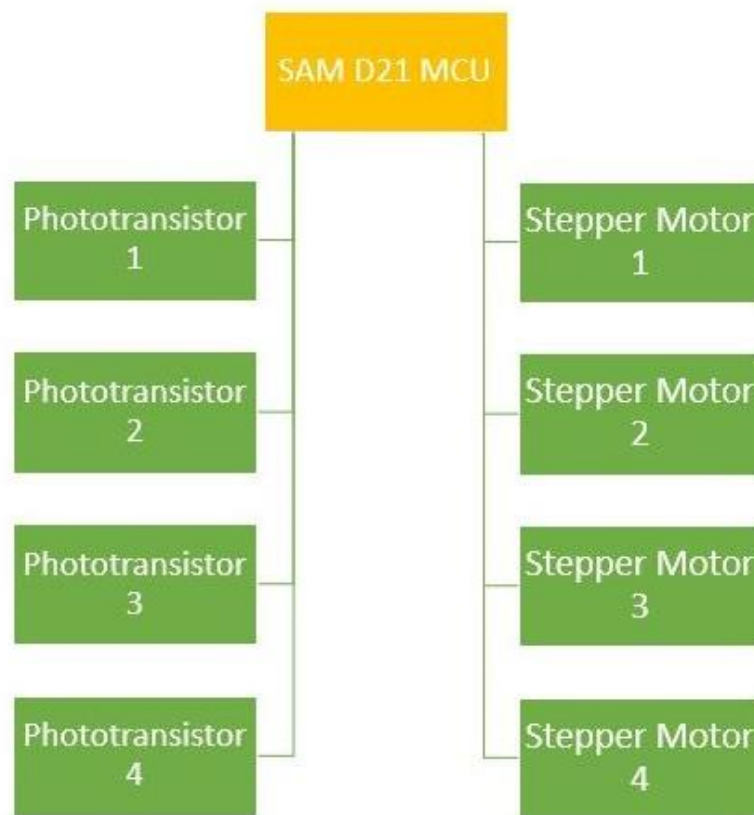 SAM D21 MCU
Phototransistor
1
Phototransistor
2
Phototransistor
3
Phototransistor
4
Stepper Motor
1
Stepper Motor
2
Stepper Motor
3
Stepper Motor
4